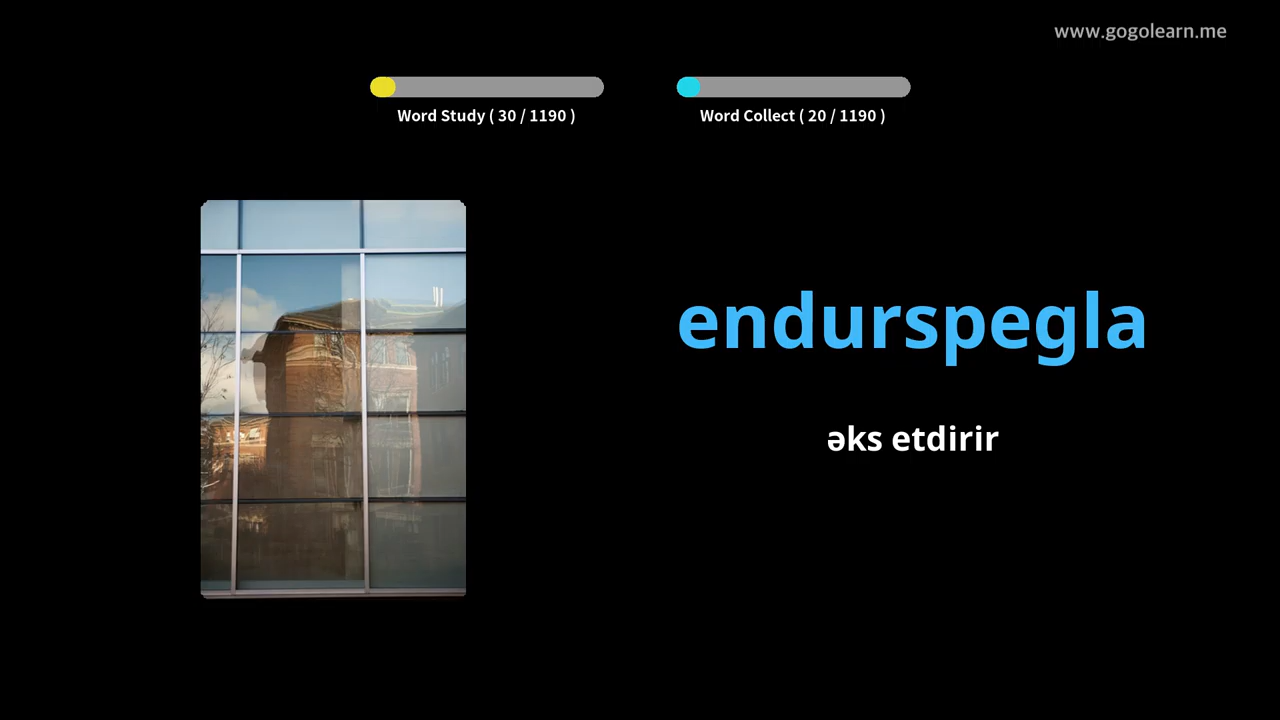 www.gogolearn.me
Word Study ( 30 / 1190 )
Word Collect ( 20 / 1190 )
endurspegla
əks etdirir